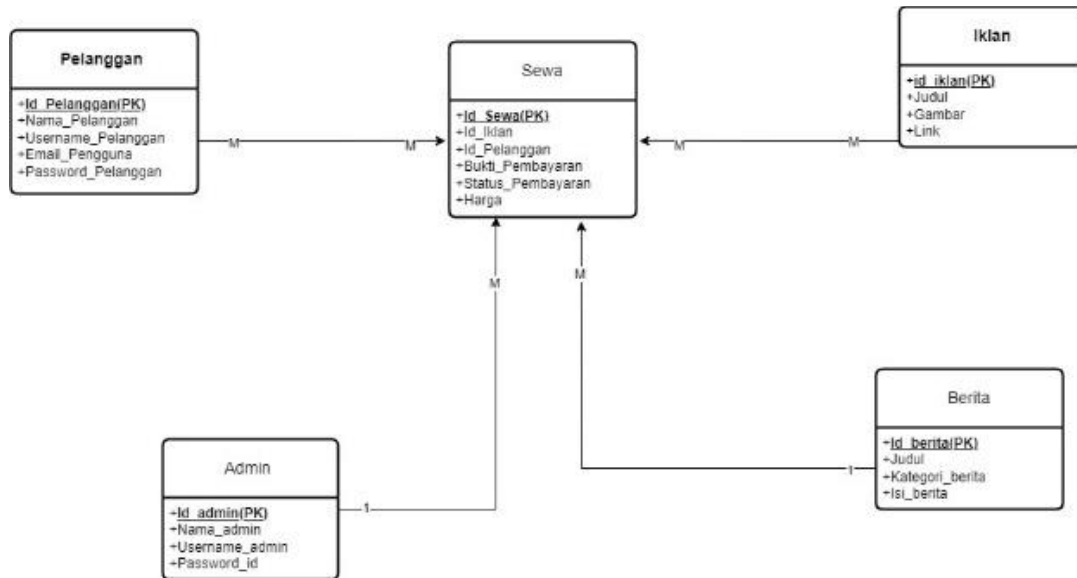 Pelanggan
+Id_Pelanggan(PK)
+Nama_Pelanggan
+Username_Pelanggan
+Email_Pengguna
+Password_Pelanggan
M
M
Sewa
+Id_Sewa(PK)
+Id_Iklan
+Id_Pelanggan
+Bukti_Pembayaran
+Status_Pembayaran
+Harga
M
M
Iklan
+id_iklan(PK)
+Judul
+Gambar
+Link
M
M
Admin
+Id_admin(PK)
+Nama_admin
+Username_admin
+Password_id
1
Berita
+Id_berita(PK)
+Judul
+Kategori_berita
+Isi_berita
1